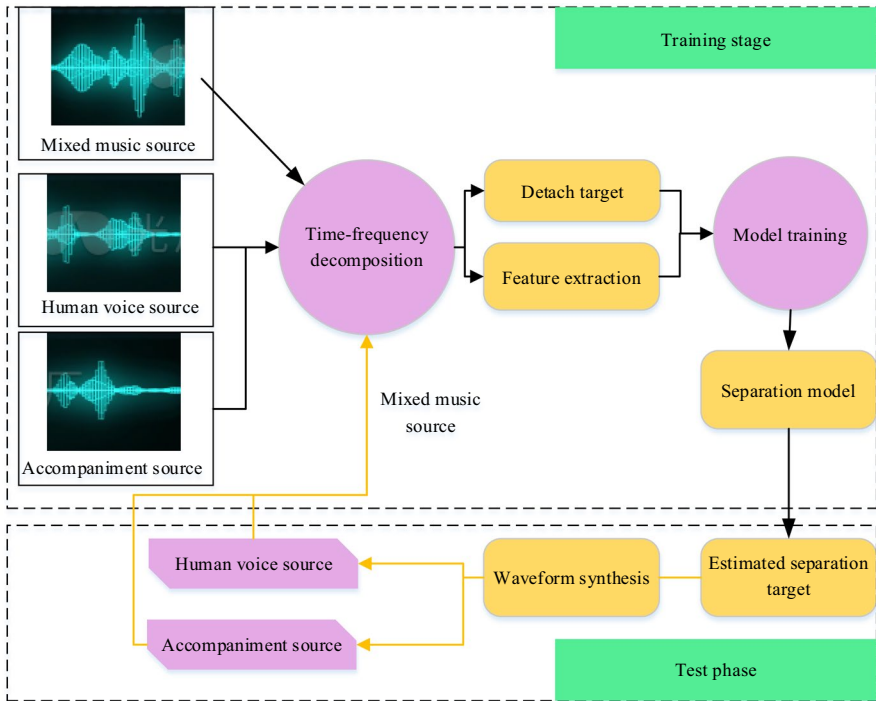 Training stage
Mixed music source
Human voice source
Accompaniment source
Time-frequency
decomposition
Detach target
Feature extraction
Model training
Separation model
Mixed music
source
Human voice source
Accompaniment source
Waveform synthesis
Estimated separation
target
Test phase